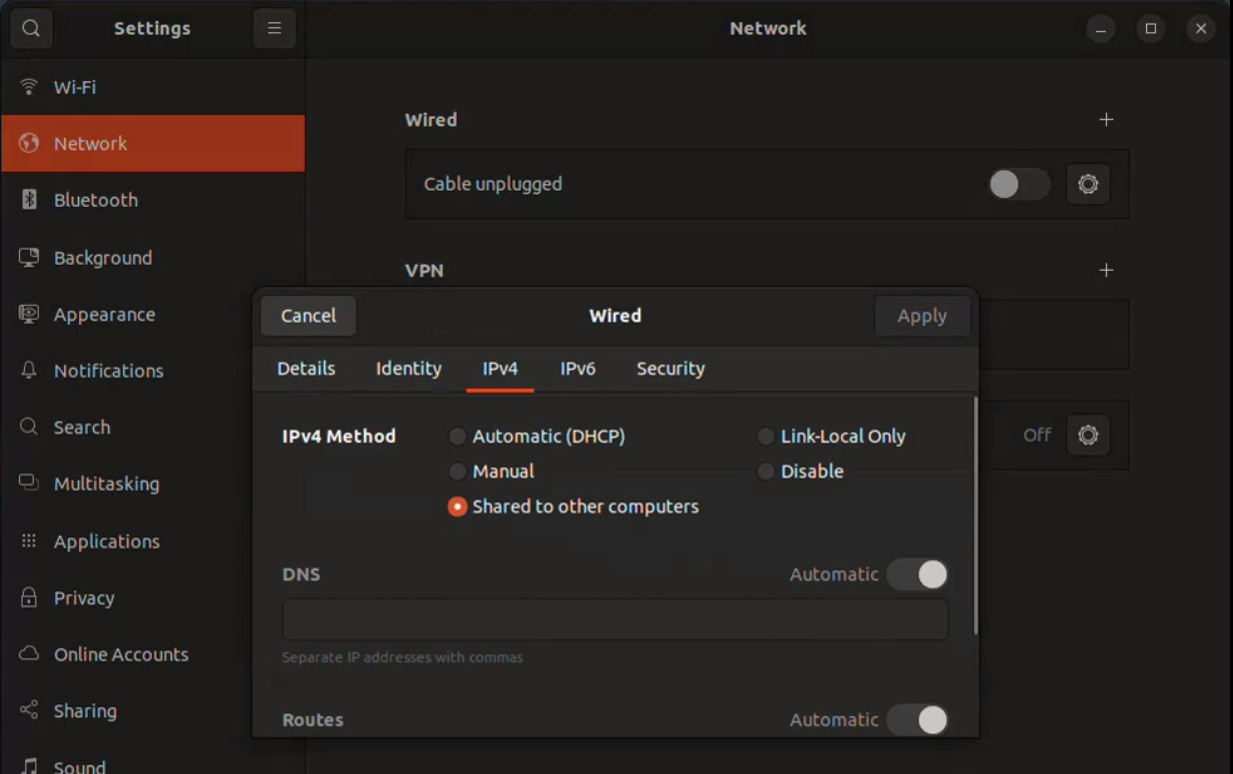 Settings
Network
Wi-Fi
Network
Bluetooth
Background
Appearance
Notifications
Search
Multitasking
Applications
Privacy
Online Accounts
Sharing
Sound
Wired
Cable unplugged
VPN
Off
Cancel
Wired
Apply
Details
Identity
IPv4
IPv6
Security
IPv4 Method
Automatic (DHCP)
Link-Local Only
Manual
Disable
Shared to other computers
DNS
Automatic
Separate IP addresses with commas
Routes
Automatic